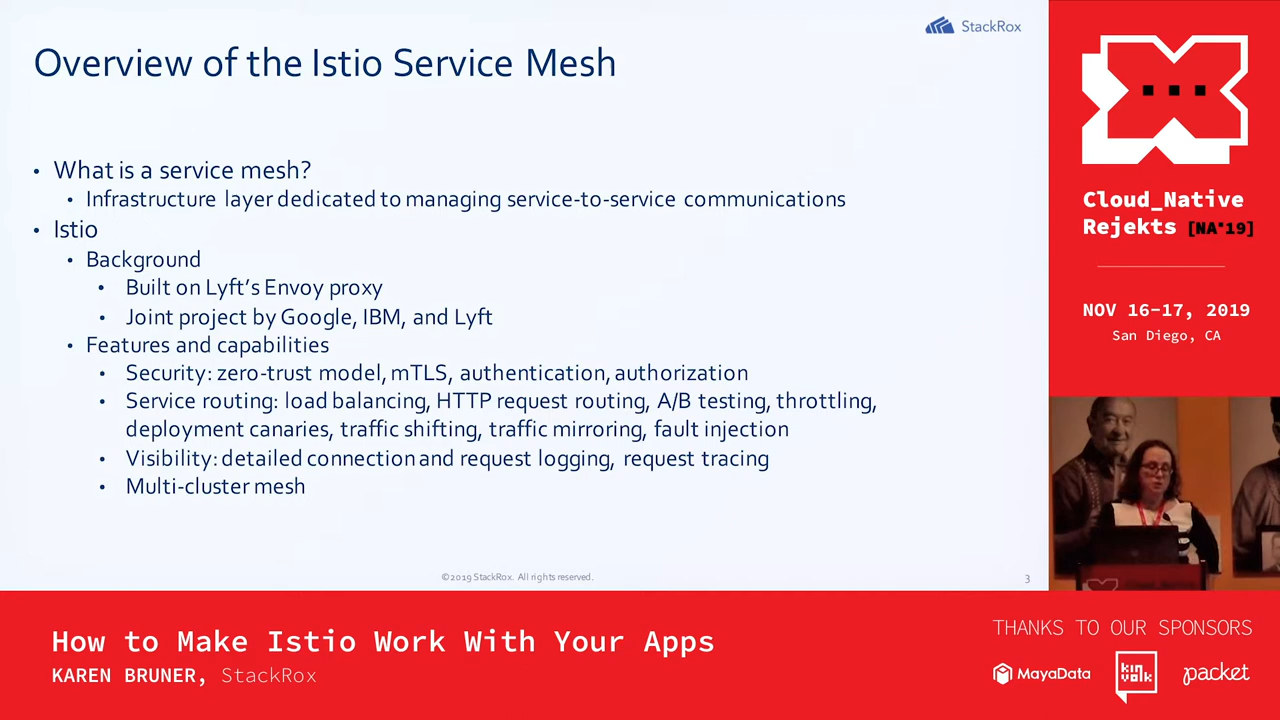 StackRox
Overview of the Istio Service Mesh
• What is a service mesh?
• Infrastructure layer dedicated to managing service-to-service communications
• Istio
• Background
• Built on Lyft's Envoy proxy
• Joint project by Google, IBM, and Lyft
• Features and capabilities
• Security: zero-trust model, mTLS, authentication, authorization
• Service routing: load balancing, HTTP request routing, A/B testing, throttling,
deployment canaries, traffic shifting, traffic mirroring, fault injection
• Visibility: detailed connection and request logging, request tracing
• Multi-cluster mesh
©2019 StackRox. All rights reserved.
3
Cloud_Native
Rejekts [NA'19]
NOV 16-17, 2019
San Diego, CA
How to Make Istio Work With Your Apps
KAREN BRUNER, StackRox
THANKS TO OUR SPONSORS
MayaData
kinvolk
packet